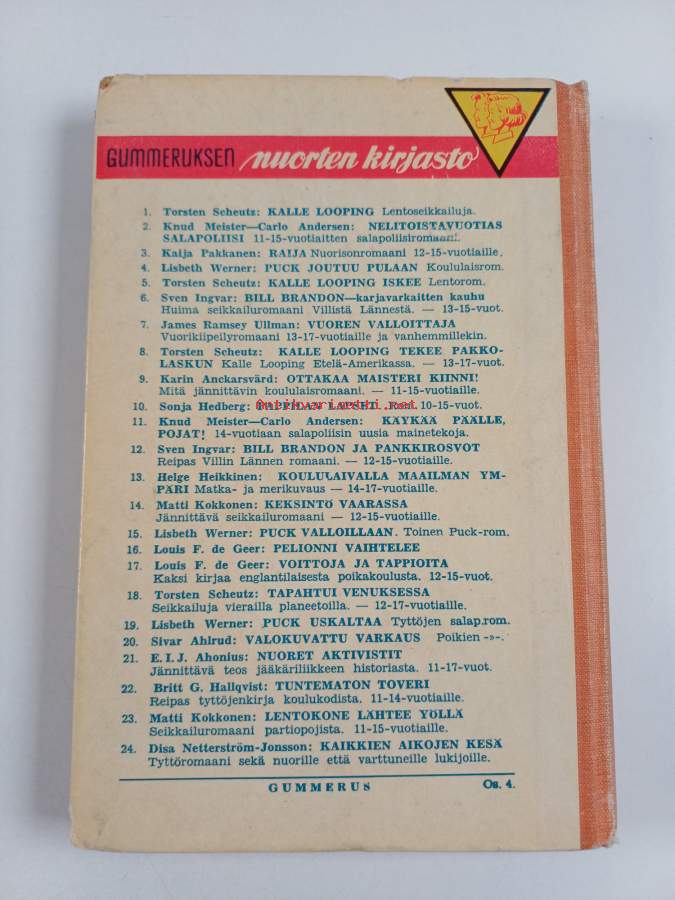 GUMMERUKSEN nuorten kirjasto
1. Torsten Scheutz: KALLE LOOPING Lentoseikkailuja.
2. Knud Meister—Carlo Andersen: NELITOISTAVUOTIAS
SALAPOLIISI 11-15-vuotiaitten salapoliisiromaani.
3. Kaija Pakkanen: RAIJA Nuorisonromaani 12-15-vuotiaille.
4. Lisbeth Werner: PUCK JOUTUU PULAAN Koululaisrom.
5. Torsten Scheutz: KALLE LOOPING ISKEE Lentorom.
6. Sven Ingvar: BILL BRANDON—karjavarkaitten kauhu
Huima seikkailuromaani Villistä Lännestä. — 13-15-vuot.
7. James Ramsey Ullman: VUOREN VALLOITTAJA
Vuorikiipeilyromaani 13-17-vuotiaille ja vanhemmillekin.
8. Torsten Scheutz: KALLE LOOPING TEKEE PAKKO-
LASKUN Kalle Looping Etelä-Amerikassa. — 13-17-vuot.
9. Karin Anckarsvärd: OTTAKAA MAISTERI KIINNI!
Mitä jännittävin koululaisromaani. — 11-15-vuotiaille.
10. Sonja Hedberg: PAPPILAN LAPSET. Rom. 10-15-vuot.
11. Knud Meister—Carlo Andersen: KÄYKÄÄ PÄÄLLE,
POJAT! 14-vuotiaan salapoliisin uusia mainetekoja.
12. Sven Ingvar: BILL BRANDON JA PANKKIROSVOT
Reipas Villin Lännen romaani. — 12-15-vuotiaille.
13. Helge Heikkinen: KOULULAIVALLA MAAILMAN YM-
PÄRI Matka- ja merikuvaus — 14-17-vuotiaille.
14. Matti Kokkonen: KEKSINTÖ VAARASSA
Jännittävä seikkailuromaani — 12-15-vuotiaille.
15. Lisbeth Werner: PUCK VALLOILLAAN. Toinen Puck-rom.
16. Louis F. de Geer: PELIONNI VAIHTELEE
17. Louis F. de Geer: VOITTOJA JA TAPPIOITA
Kaksi kirjaa englantilaisesta poikakoulusta. 12-15-vuot.
18. Torsten Scheutz: TAPAHTUI VENUKSESSA
Seikkailuja vierailla planeetoilla. — 12-17-vuotiaille.
19. Lisbeth Werner: PUCK USKALTAA Tyttöjen salap.rom.
20. Sivar Ahlrud: VALOKUVATTU VARKAUS Poikien -»-.
21. E. I. J. Ahonius: NUORET AKTIVISTIT
Jännittävä teos jääkäriliikkeen historiasta. 11-17-vuot.
22. Britt G. Hallqvist: TUNTEMATON TOVERI
Reipas tyttöjenkirja koulukodista. 11-14-vuotiaille.
23. Matti Kokkonen: LENTOKONE LÄHTEE YÖLLÄ
Seikkailuromaani partiopojista. 11-15-vuotiaille.
24. Disa Netterström-Jonsson: KAIKKIEN AIKOJEN KESÄ
Tyttöromaani sekä nuorille että varttuneille lukijoille.
GUMMERUS Os. 4.